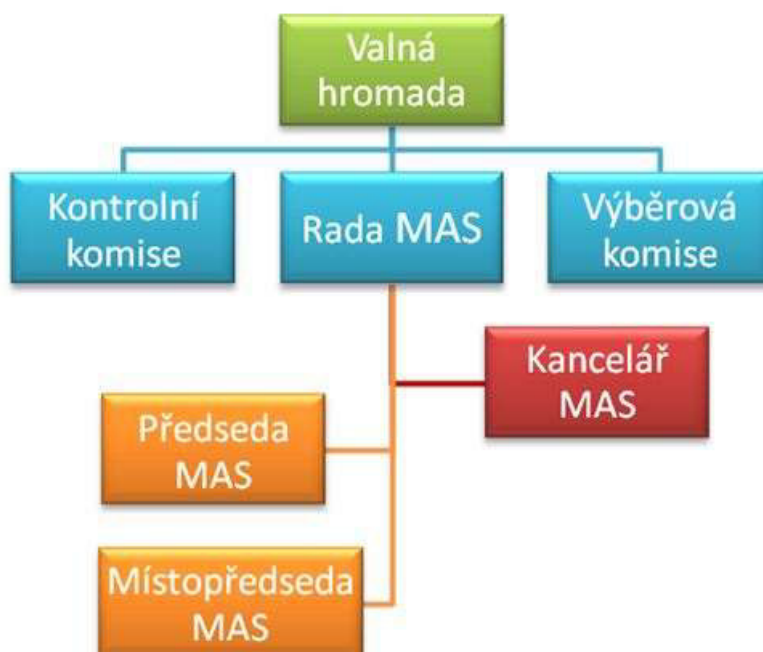 Valná
hromada
Kontrolní
komise
Rada MAS
Výběrová
komise
Kancelář
MAS
Předseda
MAS
Místopředseda
MAS